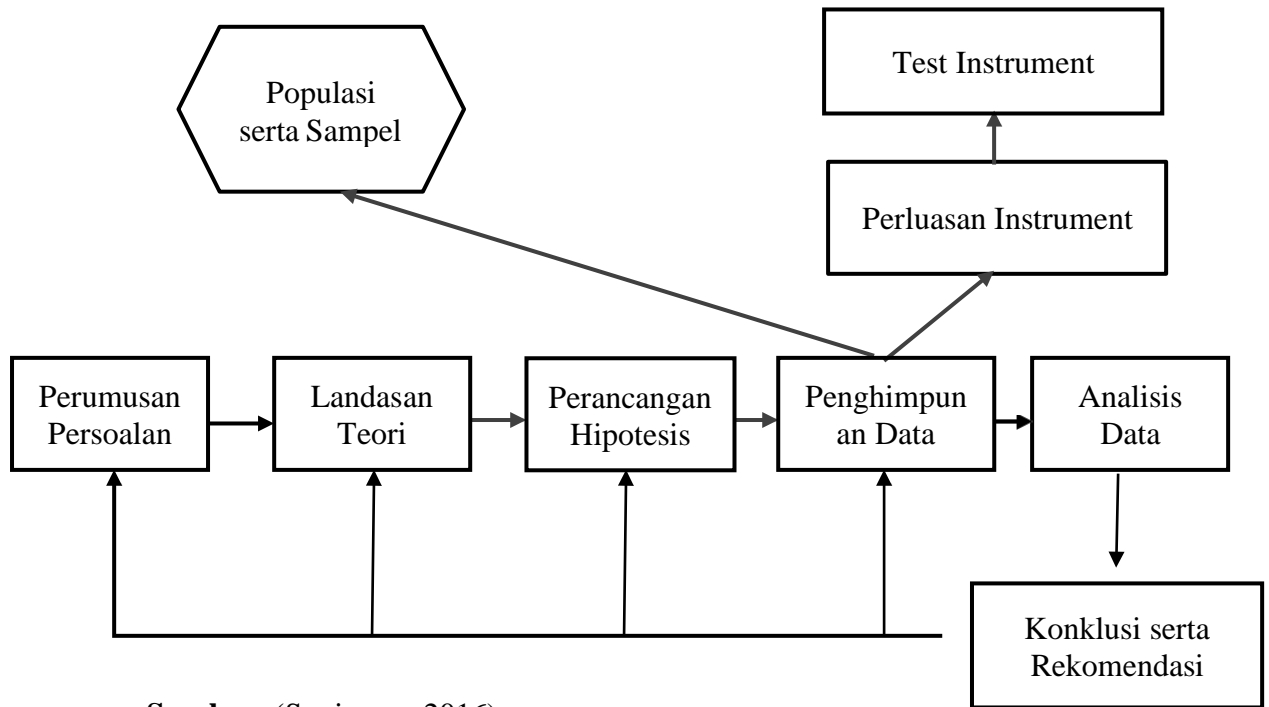 Populasi
serta Sampel
Test Instrument
Perluasan Instrument
Perumusan
Persoalan
Landasan
Teori
Perancangan
Hipotesis
Penghimpun
an Data
Analisis
Data
Konklusi serta
Rekomendasi